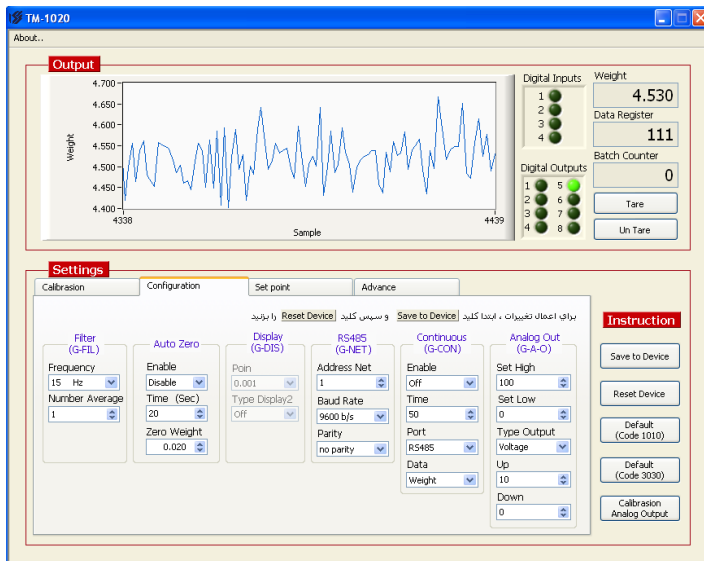 TM-1020
About..
Output
4.700
4.650
4.600
4.550
4.500
4.450
4.400
Weight
4338
4439
Sample
Digital Inputs
1
2
3
4
Digital Outputs
1 5
2 6
3 7
4 8
Weight
4.530
Data Register
111
Batch Counter
0
Tare
Un Tare
Settings
Calibrasion
Configuration
Set point
Advance
براي اعمال تغييرات ، ابتدا كليد Save to Device و سپس كليد Reset Device را بزنيد
Filter
(G-FIL)
Frequency
15 Hz
Number Average
1
Auto Zero
Enable
Disable
Time (Sec)
20
Zero Weight
0.020
Display
(G-DIS)
Poin
0.001
Type Display2
Off
RS485
(G-NET)
Address Net
1
Baud Rate
9600 b/s
Parity
no parity
Continuous
(G-CON)
Enable
Off
Time
50
Port
RS485
Data
Weight
Analog Out
(G-A-O)
Set High
100
Set Low
0
Type Output
Voltage
Up
10
Down
0
Instruction
Save to Device
Reset Device
Default
(Code 1010)
Default
(Code 3030)
Calibrasion
Analog Output